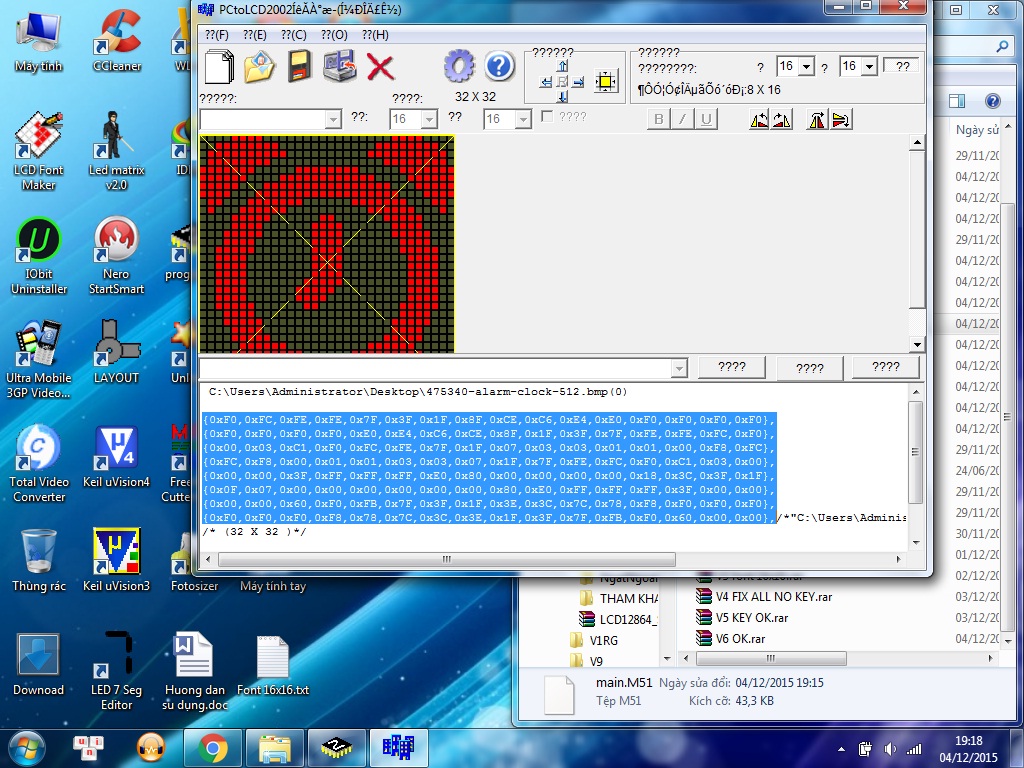 PCtoLCD2002ÍêÃÀ°æ-(Í¼ÐÎÄ£Ê½)
??(F) ??(E) ??(C) ??(O) ??(H)
32 X 32
??????
??????
????????: ? 16 ? 16 ??
¶ÔÓ¦Ó¢ÎÄµãÕó´óÐ¡:8 X 16
?????: ??: ????: 16 ?? 16 ???? B / U
???? ???? ????
C:\Users\Administrator\Desktop\475340-alarm-clock-512.bmp(0)
{0xF0,0xFC,0xFE,0xFE,0x7F,0x3F,0x1F,0x8F,0xCE,0xC6,0xE4,0xE0,0xF0,0xF0,0xF0,0xF0},
{0xF0,0xF0,0xF0,0xF0,0xE0,0xE4,0xC6,0xCE,0x8F,0x1F,0x3F,0x7F,0xFE,0xFE,0xFC,0xF0},
{0x00,0x03,0xC1,0xF0,0xFC,0xFE,0x7F,0x1F,0x07,0x03,0x03,0x01,0x01,0x00,0xF8,0xFC},
{0xFC,0xF8,0x00,0x01,0x01,0x03,0x03,0x07,0x1F,0x7F,0xFE,0xFC,0xF0,0xC1,0x03,0x00},
{0x00,0x00,0x3F,0xFF,0xFF,0xFF,0xE0,0x80,0x00,0x00,0x00,0x00,0x18,0x3C,0x3F,0x1F},
{0x0F,0x07,0x00,0x00,0x00,0x00,0x00,0x00,0x80,0xE0,0xFF,0xFF,0xFF,0x3F,0x00,0x00},
{0x00,0x00,0x60,0xF0,0xFB,0x7F,0x3F,0x1F,0x3E,0x3C,0x7C,0x78,0xF8,0xF0,0xF0,0xF0},
{0xF0,0xF0,0xF0,0xF8,0x78,0x7C,0x3C,0x3E,0x1F,0x3F,0x7F,0xFB,0xF0,0x60,0x00,0x00},/*"C:\Users\Adminis
/* (32 X 32 )*/
Máy tính
CCleaner
LCD Font Maker
Led matrix v2.0
IObit Uninstaller
Nero StartSmart
prog
Ultra Mobile 3GP Video...
LAYOUT
Total Video Converter
Keil uVision4
Free
Cutte
Thùng rác
Keil uVision3
Fotosizer
Máy tính tay
Downoad
LED 7 Seg Editor
Huong dan su dụng.doc
Font 16x16.txt
Ngày sử
29/11/20
04/12/20
04/12/20
04/12/20
29/11/20
04/12/20
29/11/20
04/12/20
04/12/20
04/12/20
04/12/20
04/12/20
04/12/20
29/11/20
29/11/20
24/06/20
29/11/20
29/11/20
30/11/20
01/12/20
02/12/20
03/12/20
03/12/20
04/12/20
THAM KHA
LCD12864_
V1RG
V9
V4 FIX ALL NO KEY.rar
V5 KEY OK.rar
V6 OK.rar
main.M51 Ngày sửa đổi: 04/12/2015 19:15
Tệp M51 Kích cỡ: 43,3 KB
19:18
04/12/2015